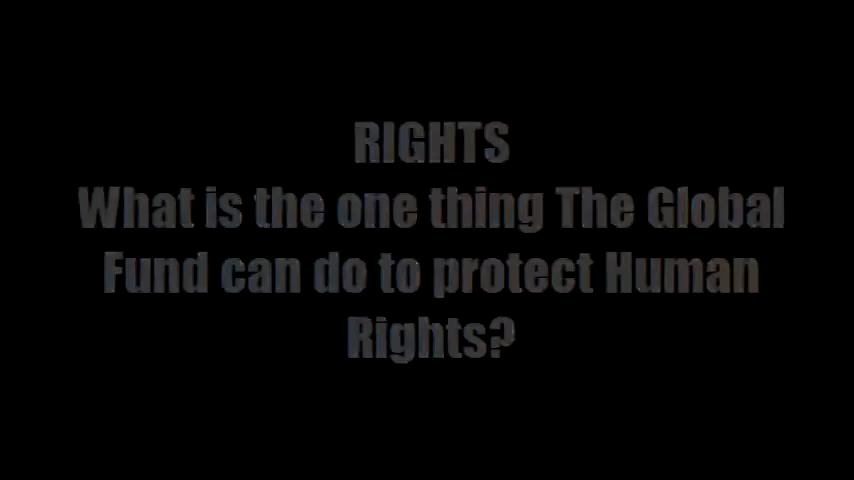 RIGHTS
What is the one thing The Global
Fund can do to protect Human
Rights?